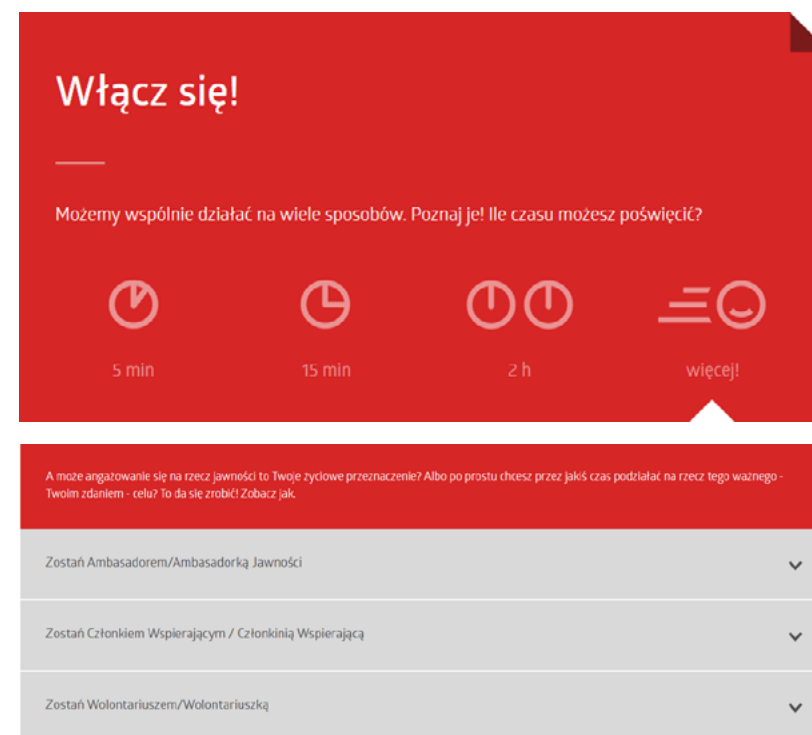 Włącz się!
Możemy wspólnie działać na wiele sposobów. Poznaj je! Ile czasu możesz poświęcić?
5 min
15 min
2 h
więcej!
A może angażowanie się na rzecz jawności to Twoje życiowe przeznaczenie? Albo po prostu chcesz przez jakiś czas podziałać na rzecz tego ważnego -
Twoim zdaniem - celu? To da się zrobić! Zobacz jak.
Zostań Ambasadorem/Ambasadorką Jawności
Zostań Członkiem Wspierającym / Członkinią Wspierającą
Zostań Wolontariuszem/Wolontariuszką